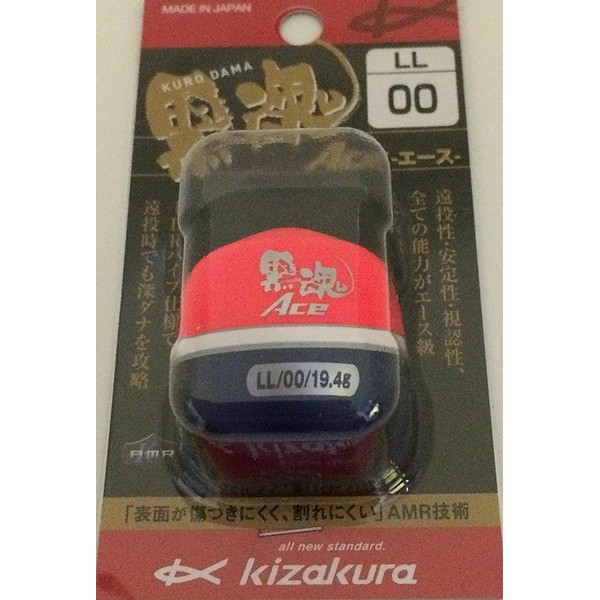 MADE IN JAPAN
LL
00
KURO DAMA
黒魂
-エース-
遠投性・安定性・視認性、
全ての能力がエース級
遠投時でも深ダナを攻略
黒魂
Ace
LL/00/19.4g
AMR
「表面が傷つきにくく、割れにくい」AMR技術
all new standard.
kizakura